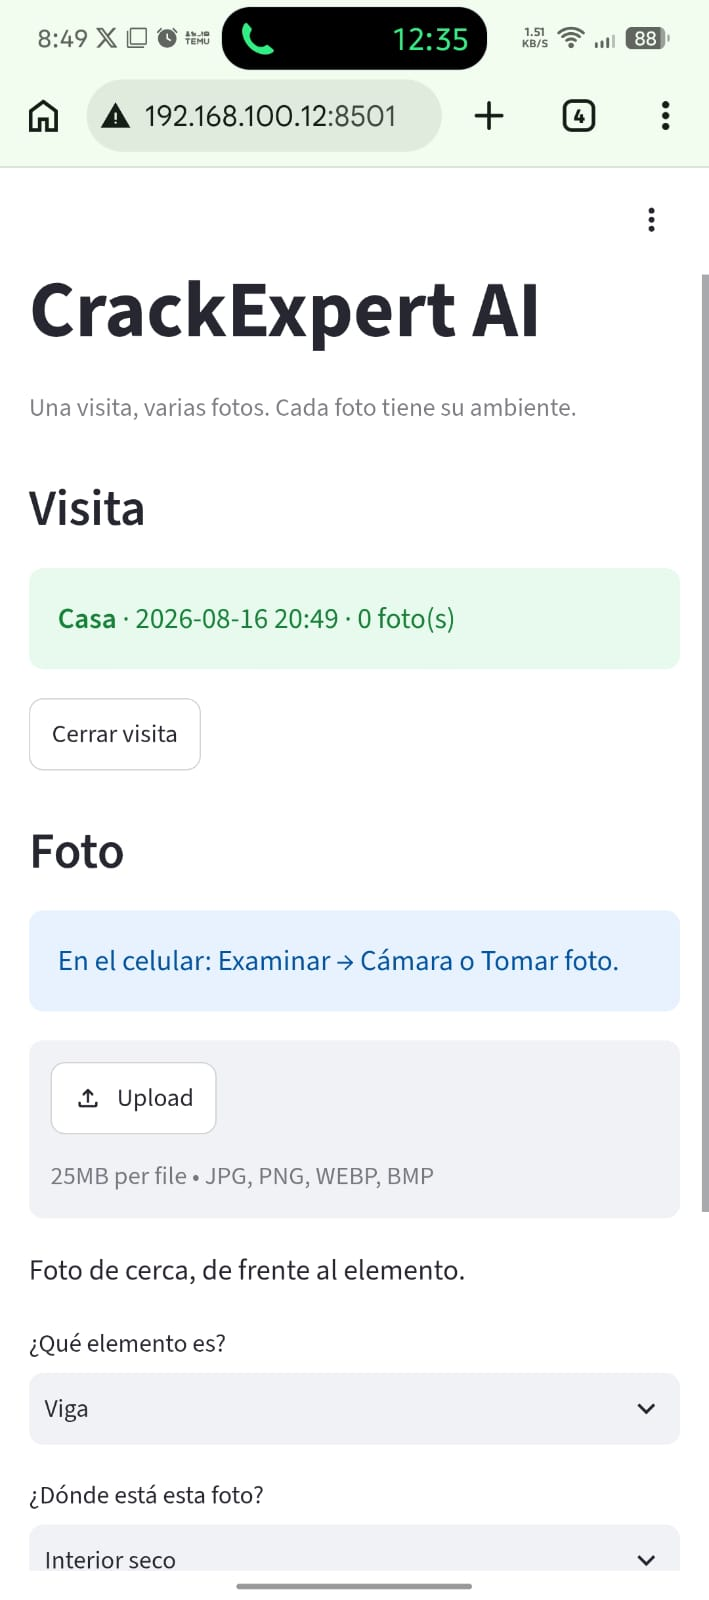 8:49
TEMU
12:35
1.51
KB/S
88
192.168.100.12:8501
4
CrackExpert AI
Una visita, varias fotos. Cada foto tiene su ambiente.
Visita
Casa · 2026-08-16 20:49 · 0 foto(s)
Cerrar visita
Foto
En el celular: Examinar → Cámara o Tomar foto.
Upload
25MB per file • JPG, PNG, WEBP, BMP
Foto de cerca, de frente al elemento.
¿Qué elemento es?
Viga
¿Dónde está esta foto?
Interior seco